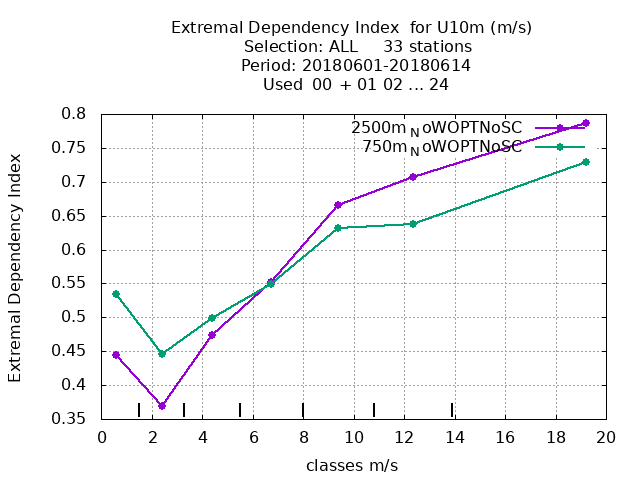 Extremal Dependency Index  for U10m (m/s)
Selection: ALL     33 stations
Period: 20180601-20180614
Used  00 + 01 02 ... 24
2500m_NoWOPTNoSC
750m_NoWOPTNoSC
Extremal Dependency Index
0.8
0.75
0.7
0.65
0.6
0.55
0.5
0.45
0.4
0.35
0 2 4 6 8 10 12 14 16 18 20
classes m/s